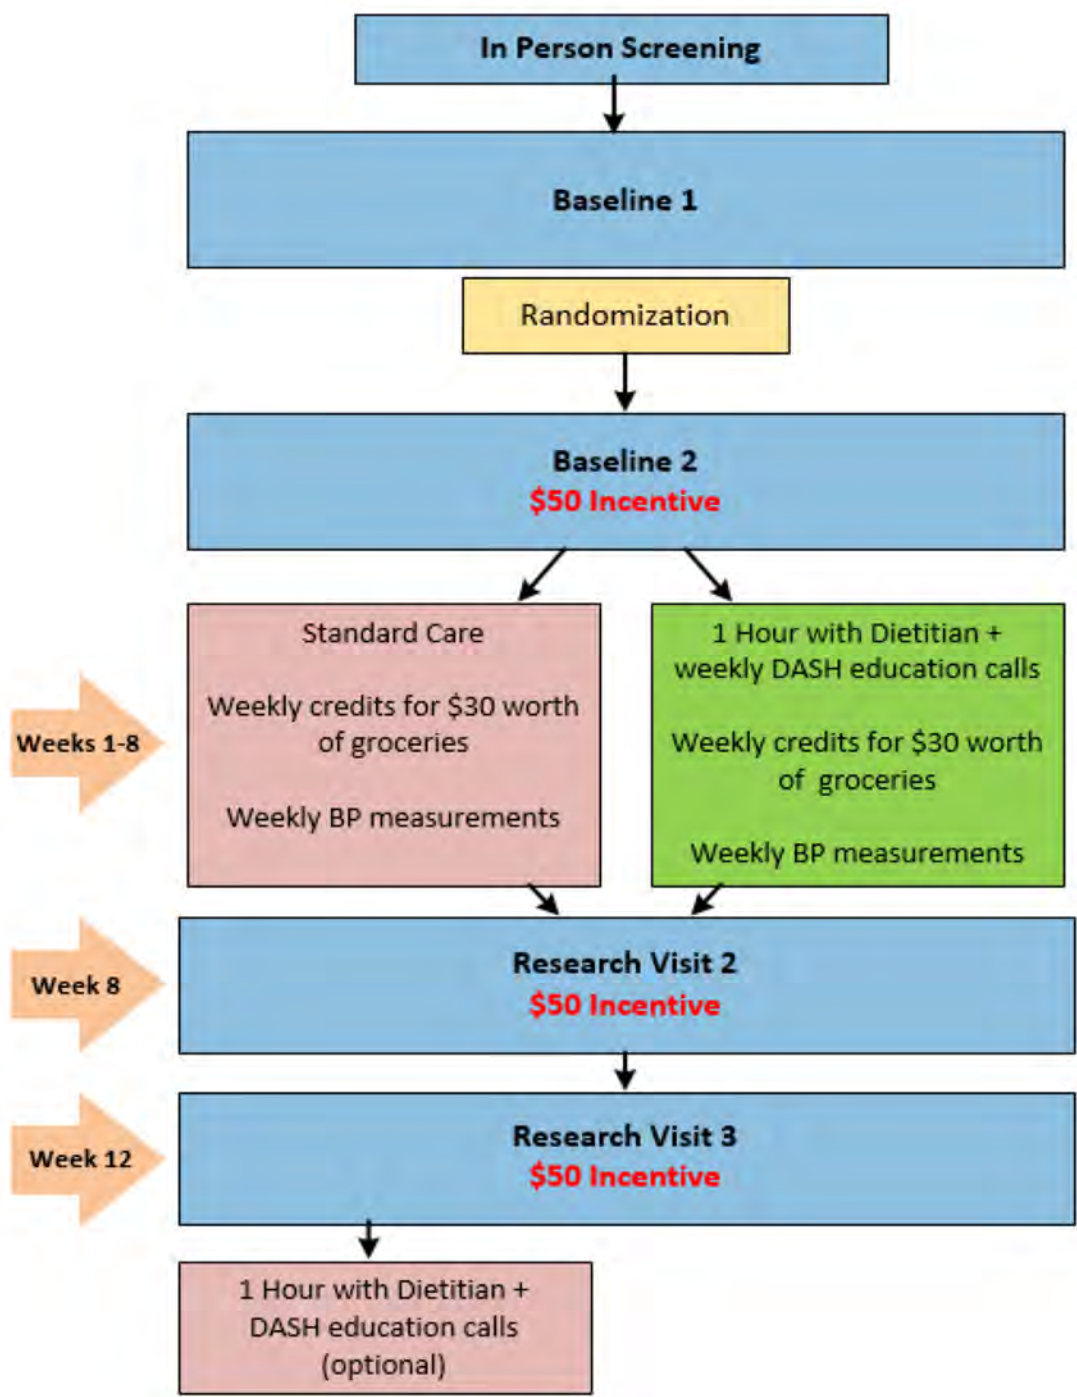 In Person Screening
Baseline 1
Randomization
Baseline 2
$50 Incentive
Standard Care
Weekly credits for $30 worth
of groceries
Weekly BP measurements
1 Hour with Dietitian +
weekly DASH education calls
Weekly credits for $30 worth
of groceries
Weekly BP measurements
Weeks 1-8
Week 8
Research Visit 2
$50 Incentive
Week 12
Research Visit 3
$50 Incentive
1 Hour with Dietitian +
DASH education calls
(optional)